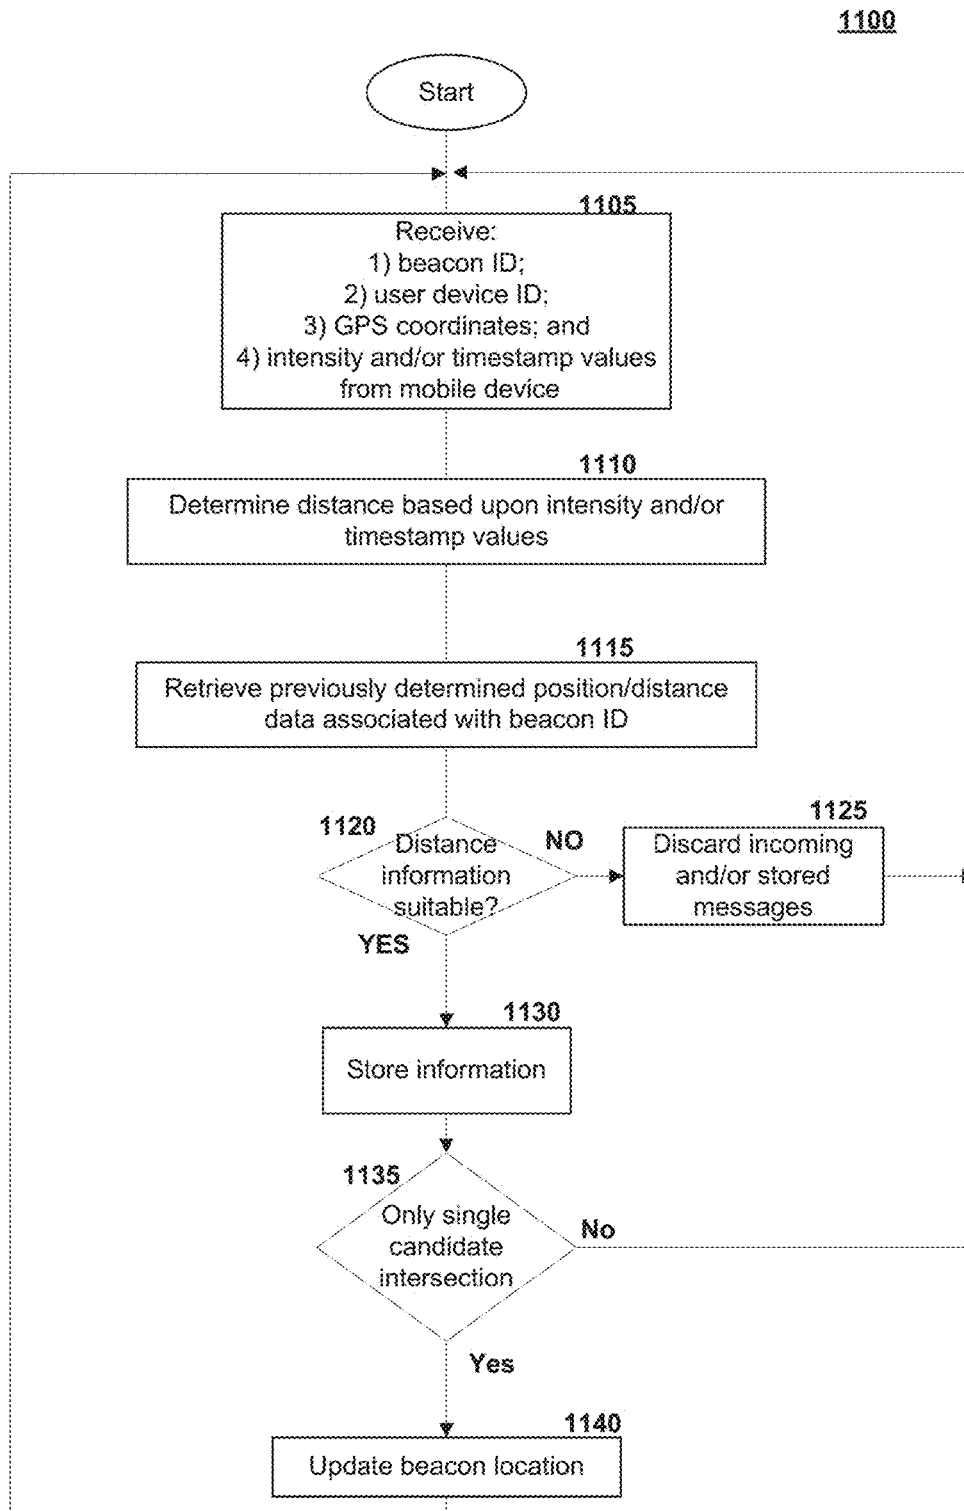 1100
Start
1105
Receive:
1) beacon ID;
2) user device ID;
3) GPS coordinates; and
4) intensity and/or timestamp values
from mobile device
1110
Determine distance based upon intensity and/or
timestamp values
1115
Retrieve previously determined position/distance
data associated with beacon ID
1120
Distance
information
suitable?
NO
YES
1125
Discard incoming
and/or stored
messages
1130
Store information
1135
Only single
candidate
intersection
No
Yes
1140
Update beacon location